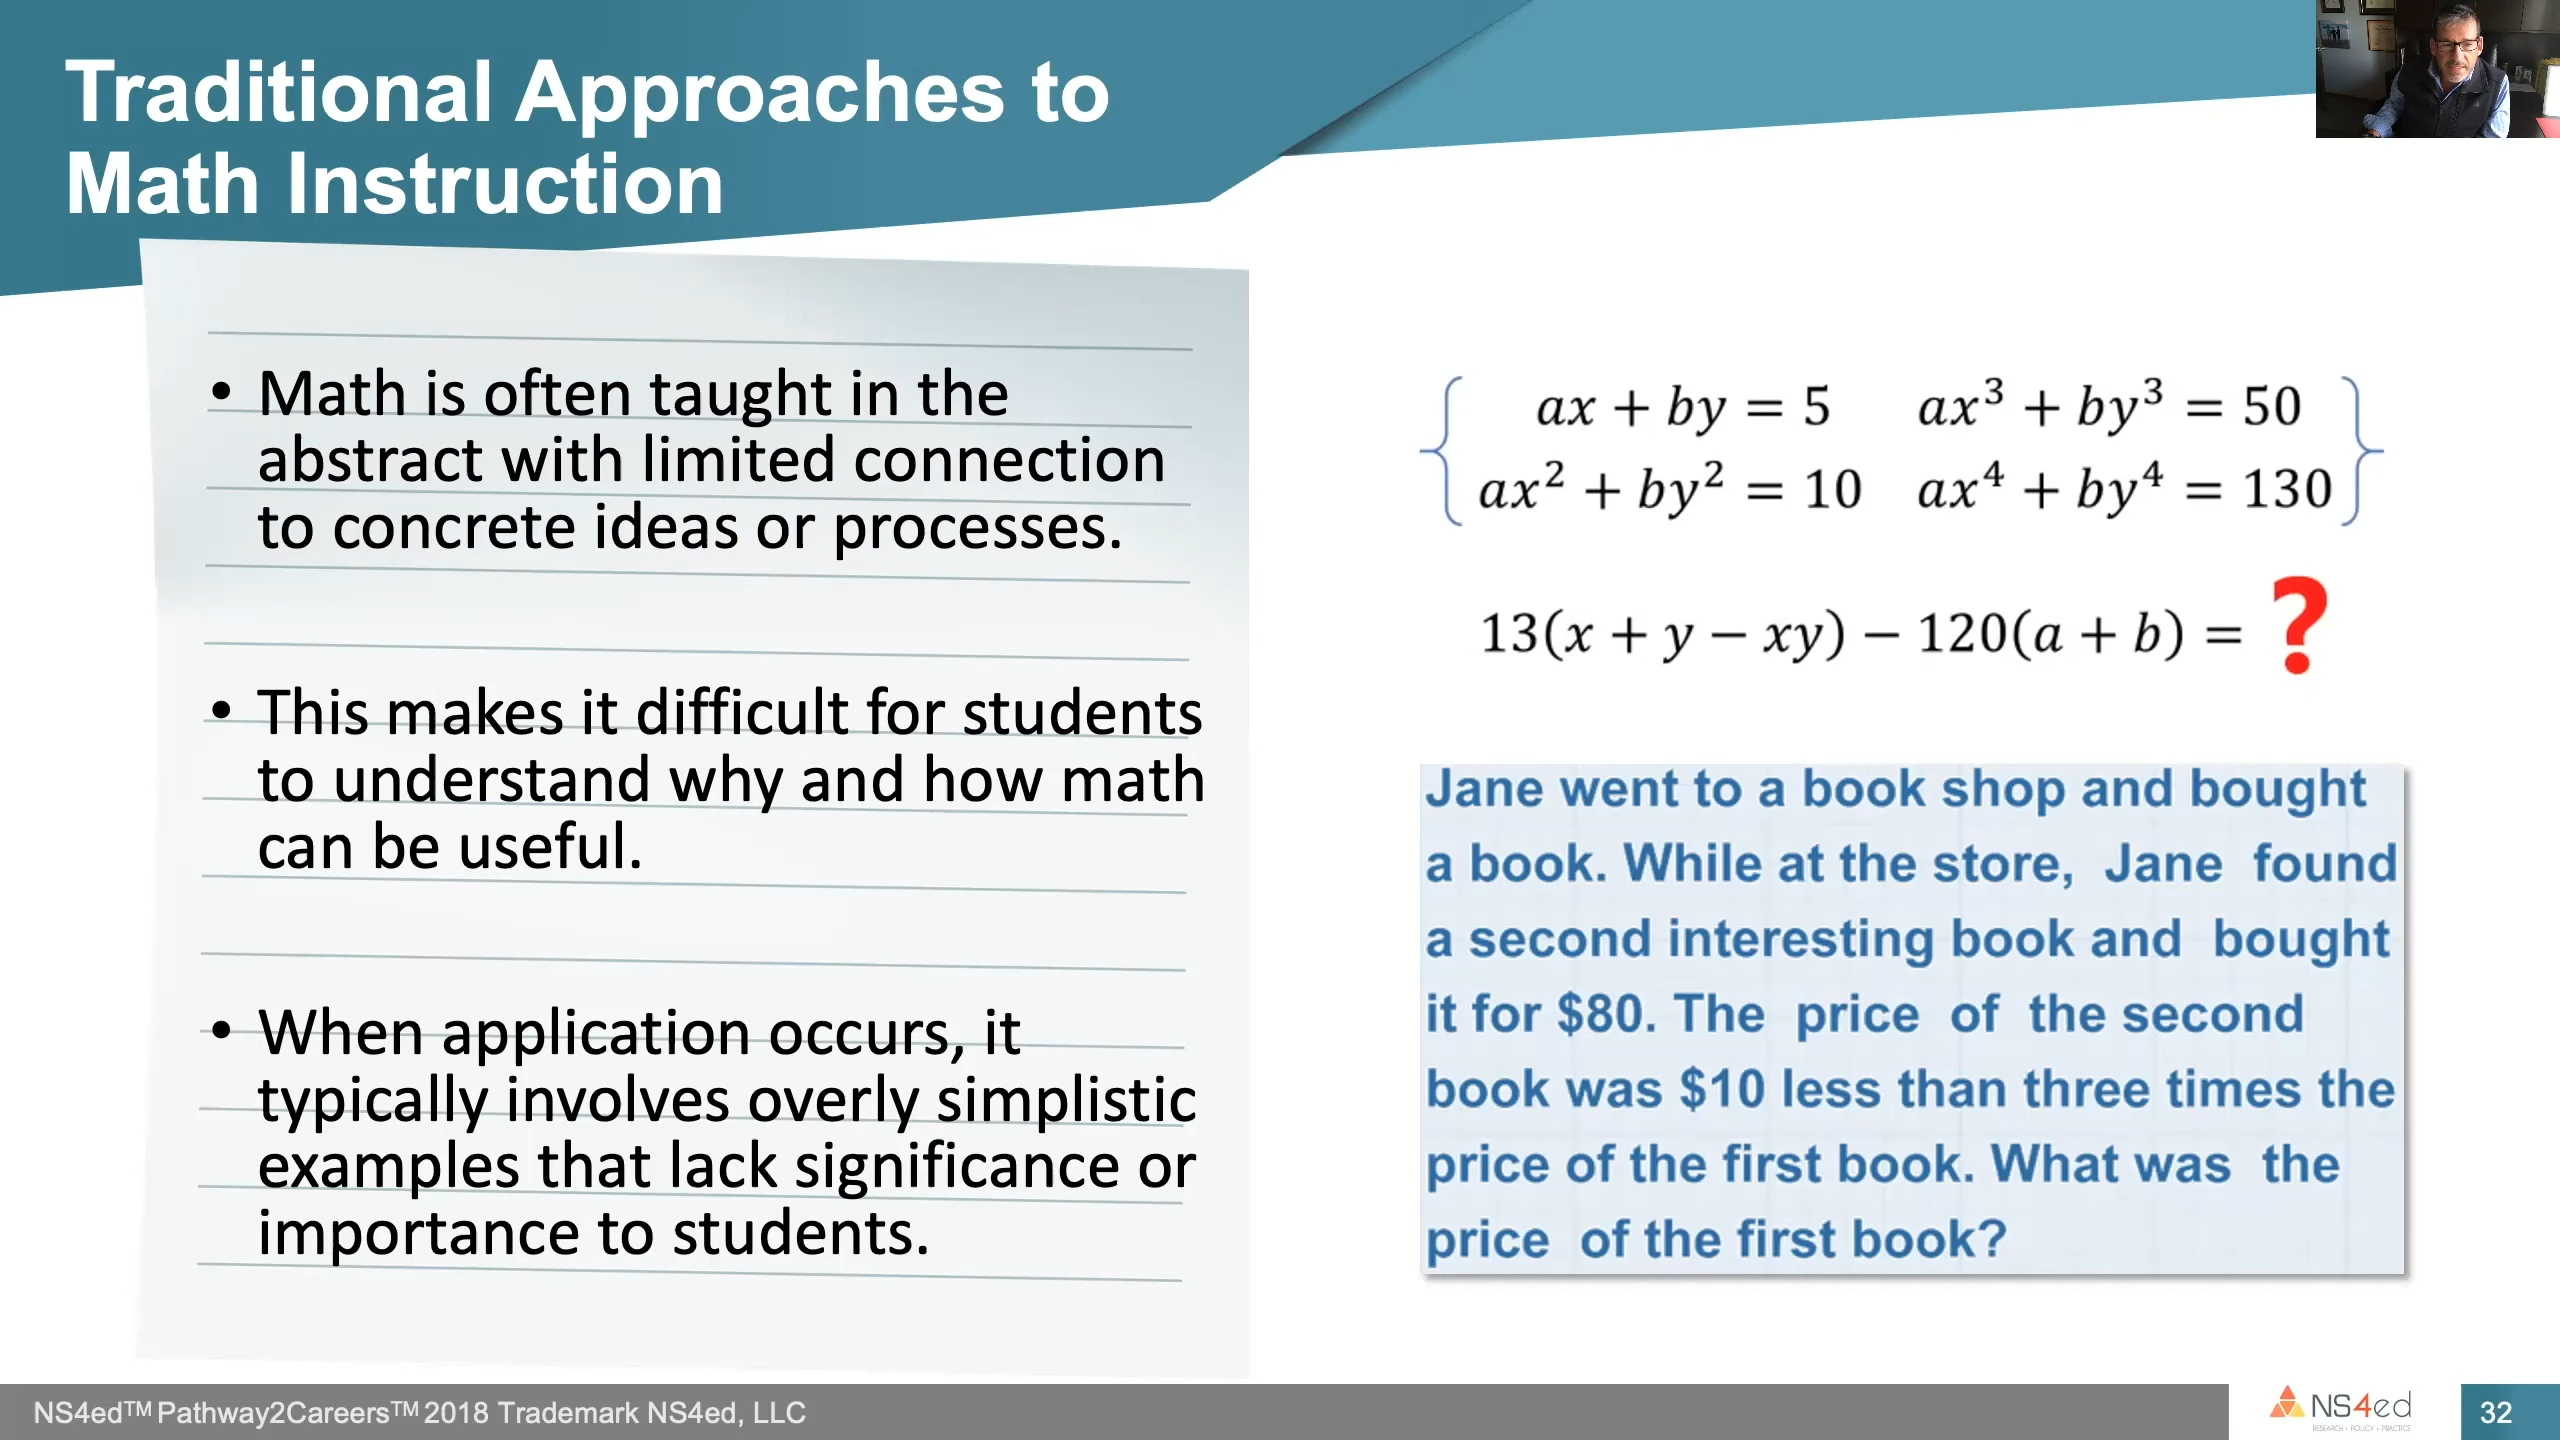 Traditional Approaches to
Math Instruction
• Math is often taught in the
abstract with limited connection
to concrete ideas or processes.
• This makes it difficult for students
to understand why and how math
can be useful.
• When application occurs, it
typically involves overly simplistic
examples that lack significance or
importance to students.
ax + by = 5 ax³ + by³ = 50
ax² + by² = 10 ax⁴ + by⁴ = 130
13(x + y − xy) − 120(a + b) = ?
Jane went to a book shop and bought
a book. While at the store, Jane found
a second interesting book and bought
it for $80. The price of the second
book was $10 less than three times the
price of the first book. What was the
price of the first book?
NS4ed™ Pathway2Careers™ 2018 Trademark NS4ed, LLC
NS4ed
RESEARCH • POLICY • PRACTICE
32